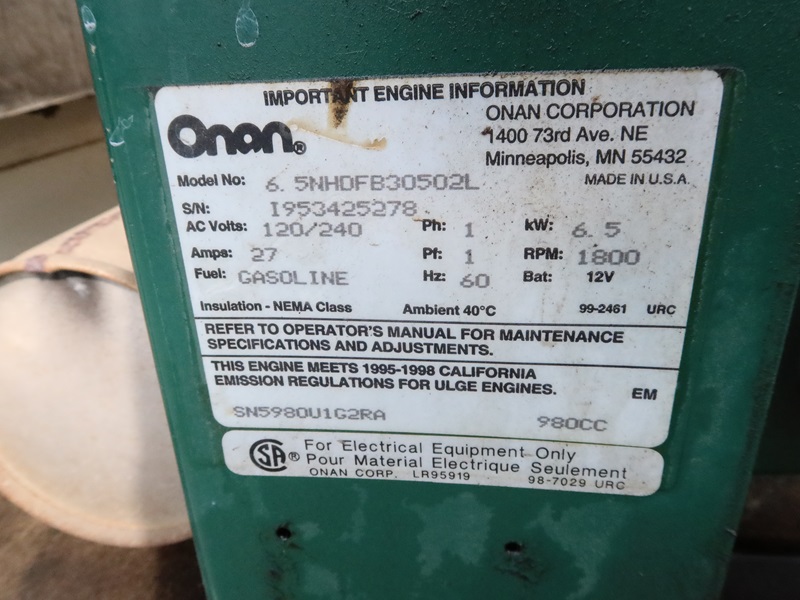 IMPORTANT ENGINE INFORMATION
Onan®
ONAN CORPORATION
1400 73rd Ave. NE
Minneapolis, MN 55432
Model No: 6.5NHDFB30502L
MADE IN U.S.A.
S/N: I953425278
AC Volts: 120/240 Ph: 1 kW: 6.5
Amps: 27 Pf: 1 RPM: 1800
Fuel: GASOLINE Hz: 60 Bat: 12V
Insulation - NEMA Class Ambient 40°C 99-2461 URC
REFER TO OPERATOR'S MANUAL FOR MAINTENANCE
SPECIFICATIONS AND ADJUSTMENTS.
THIS ENGINE MEETS 1995-1998 CALIFORNIA
EMISSION REGULATIONS FOR ULGE ENGINES. EM
SN5980U1G2RA 980CC
SA® For Electrical Equipment Only
Pour Material Electrique Seulement
ONAN CORP. LR95919 98-7029 URC